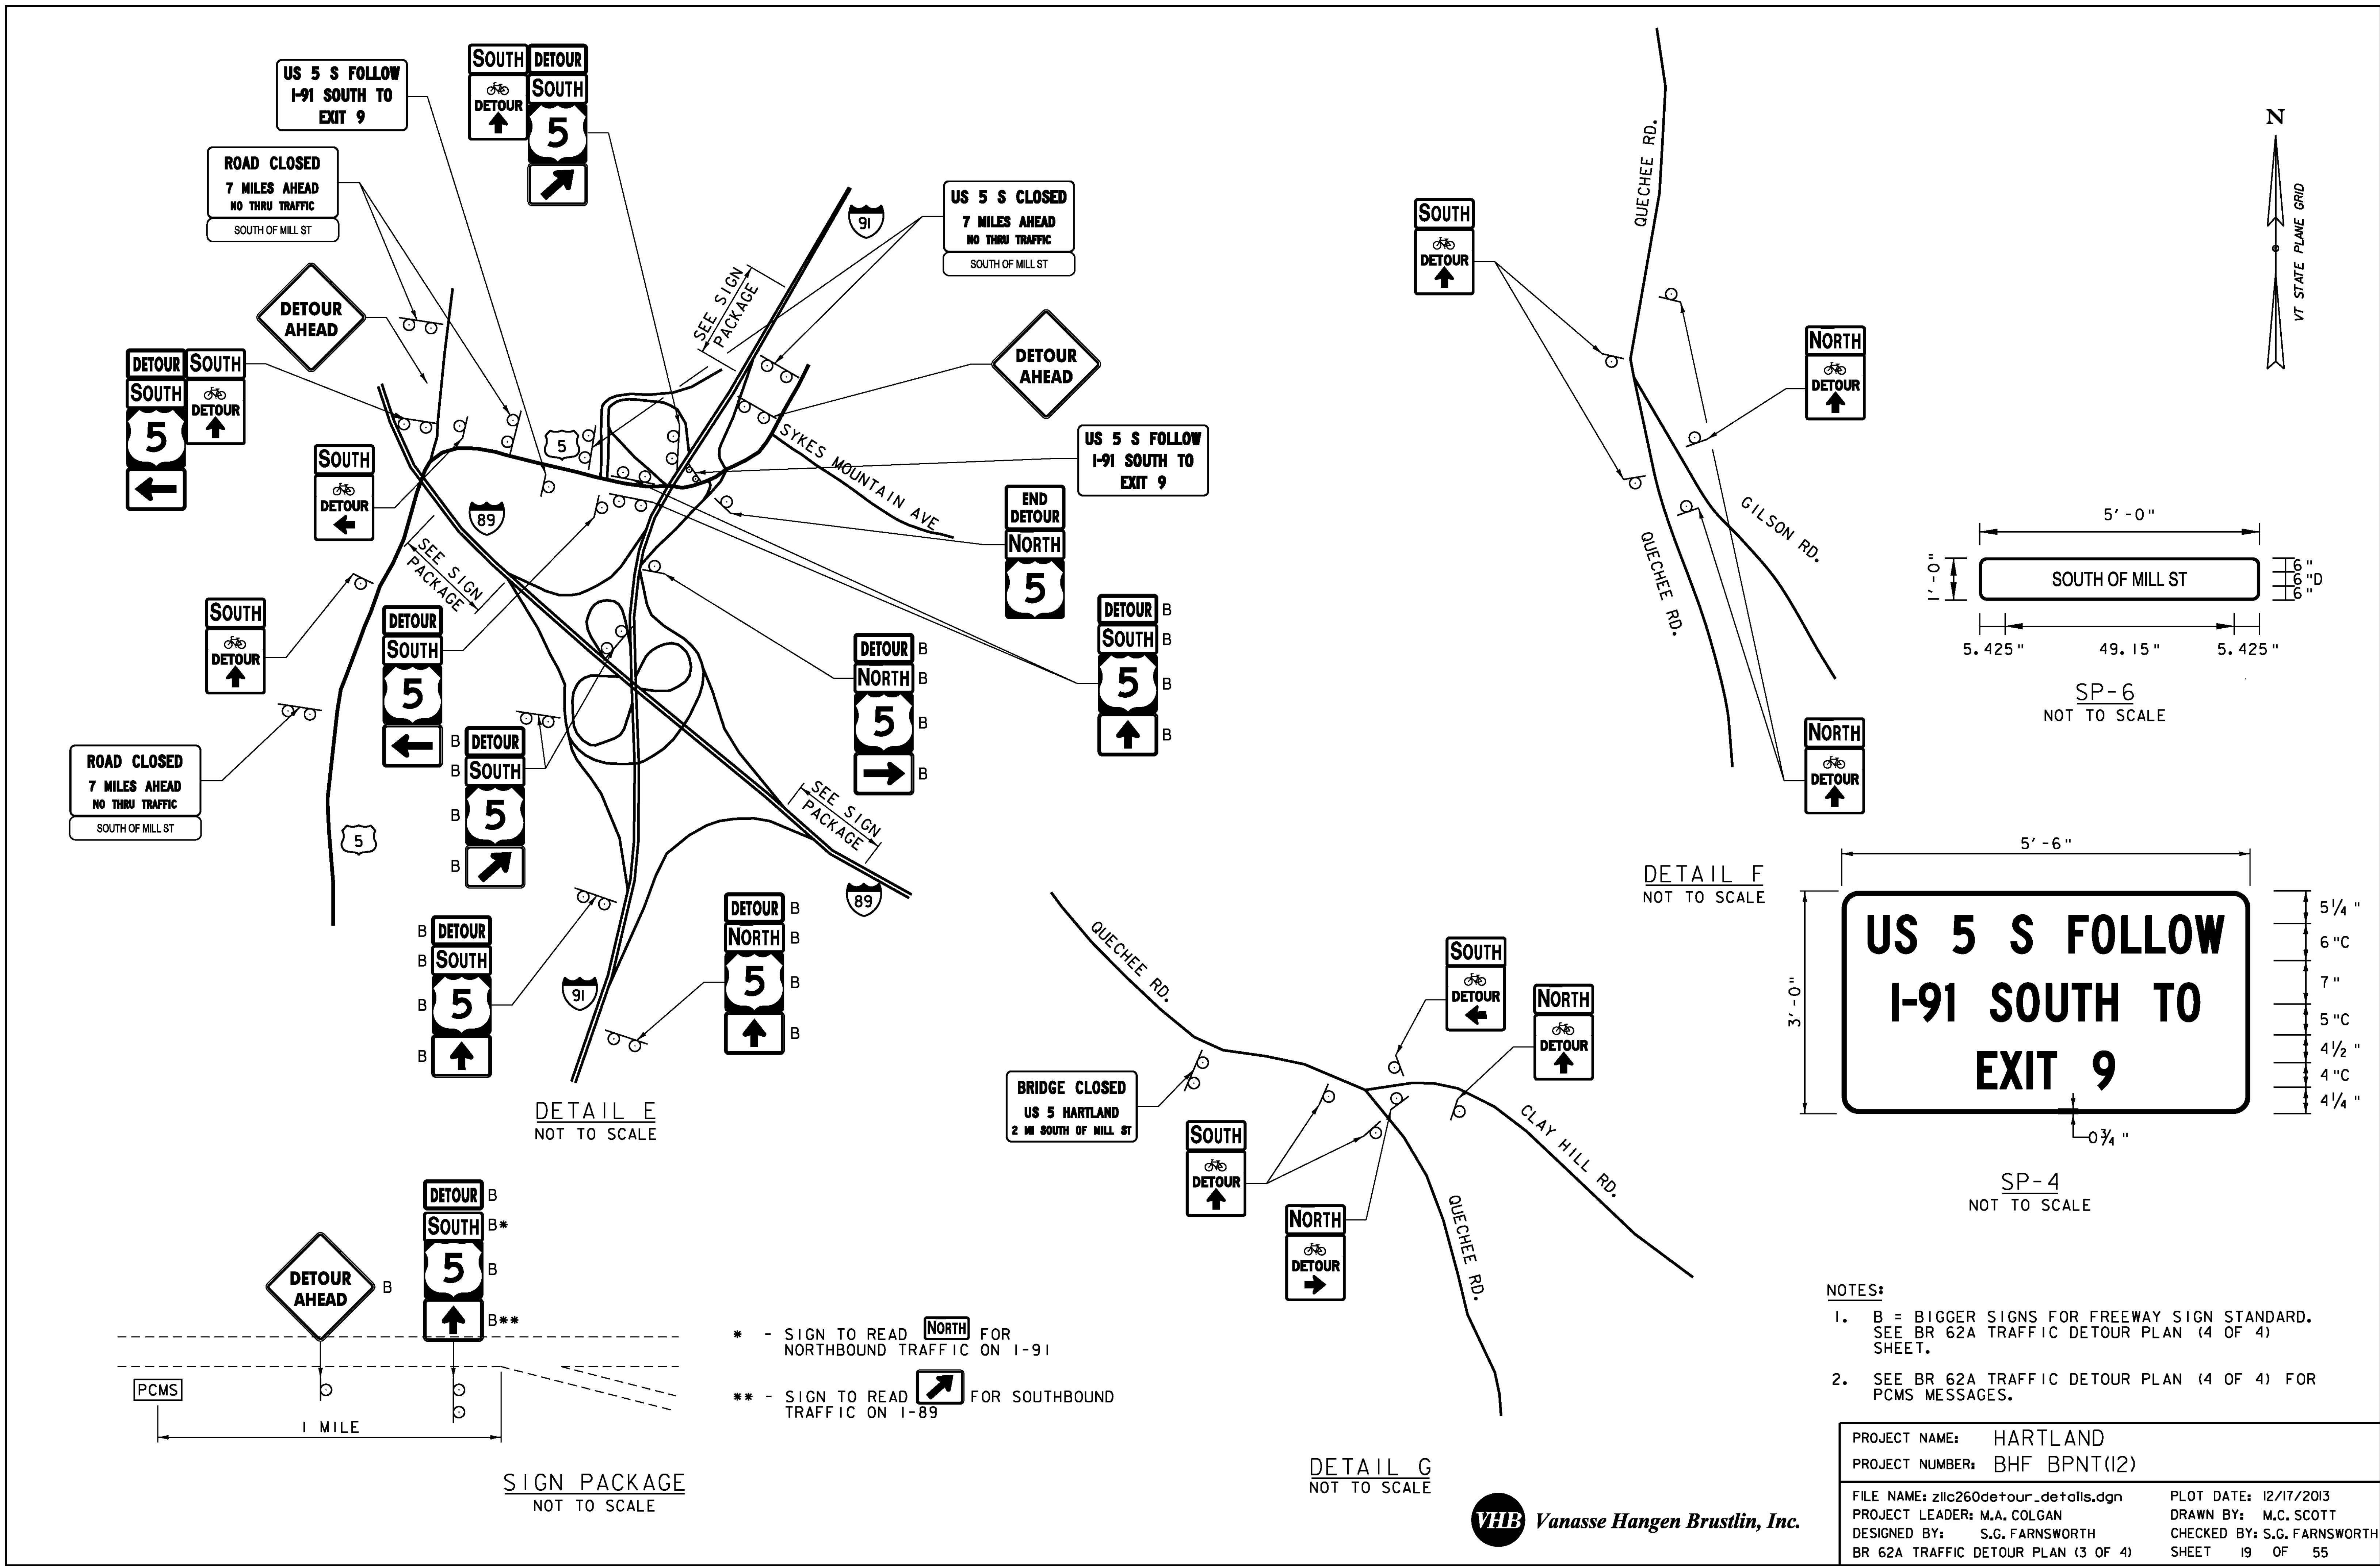 US 5 S FOLLOW
I-91 SOUTH TO
EXIT 9
SOUTH
DETOUR
DETOUR
SOUTH
5
ROAD CLOSED
7 MILES AHEAD
NO THRU TRAFFIC
SOUTH OF MILL ST
91
US 5 S CLOSED
7 MILES AHEAD
NO THRU TRAFFIC
SOUTH OF MILL ST
SEE SIGN
PACKAGE
DETOUR
AHEAD
DETOUR
AHEAD
DETOUR
SOUTH
5
SOUTH
DETOUR
5
SYKES MOUNTAIN AVE
US 5 S FOLLOW
I-91 SOUTH TO
EXIT 9
SOUTH
DETOUR
89
SEE SIGN
PACKAGE
END
DETOUR
NORTH
5
SOUTH
DETOUR
DETOUR
SOUTH
5
DETOUR B
SOUTH B
5 B
B
DETOUR B
NORTH B
5 B
B
B DETOUR
B SOUTH
B 5
B
ROAD CLOSED
7 MILES AHEAD
NO THRU TRAFFIC
SOUTH OF MILL ST
5
SEE SIGN
PACKAGE
89
B DETOUR
B SOUTH
B 5
B
91
DETOUR B
NORTH B
5 B
B
DETAIL E
NOT TO SCALE
QUECHEE RD.
SOUTH
DETOUR
NORTH
DETOUR
GILSON RD.
QUECHEE RD.
NORTH
DETOUR
DETAIL F
NOT TO SCALE
N
VT STATE PLANE GRID
5'-0"
1'-0"
SOUTH OF MILL ST
6"
6"D
6"
5.425"
49.15"
5.425"
SP-6
NOT TO SCALE
5'-6"
3'-0"
US 5 S FOLLOW
I-91 SOUTH TO
EXIT 9
5¼"
6"C
7"
5"C
4½"
4"C
4¼"
0¾"
SP-4
NOT TO SCALE
QUECHEE RD.
SOUTH
DETOUR
NORTH
DETOUR
BRIDGE CLOSED
US 5 HARTLAND
2 MI SOUTH OF MILL ST
SOUTH
DETOUR
CLAY HILL RD.
NORTH
DETOUR
QUECHEE RD.
DETAIL G
NOT TO SCALE
DETOUR B
SOUTH B*
5 B
B**
DETOUR
AHEAD
B
PCMS
1 MILE
SIGN PACKAGE
NOT TO SCALE
* - SIGN TO READ NORTH FOR
NORTHBOUND TRAFFIC ON I-91
** - SIGN TO READ FOR SOUTHBOUND
TRAFFIC ON I-89
NOTES:
1. B = BIGGER SIGNS FOR FREEWAY SIGN STANDARD.
SEE BR 62A TRAFFIC DETOUR PLAN (4 OF 4)
SHEET.
2. SEE BR 62A TRAFFIC DETOUR PLAN (4 OF 4) FOR
PCMS MESSAGES.
VHB Vanasse Hangen Brustlin, Inc.
PROJECT NAME: HARTLAND
PROJECT NUMBER: BHF BPNT(12)
FILE NAME: z11c260detour_details.dgn
PLOT DATE: 12/17/2013
PROJECT LEADER: M.A. COLGAN
DRAWN BY: M.C. SCOTT
DESIGNED BY: S.G. FARNSWORTH
CHECKED BY: S.G. FARNSWORTH
BR 62A TRAFFIC DETOUR PLAN (3 OF 4)
SHEET 19 OF 55